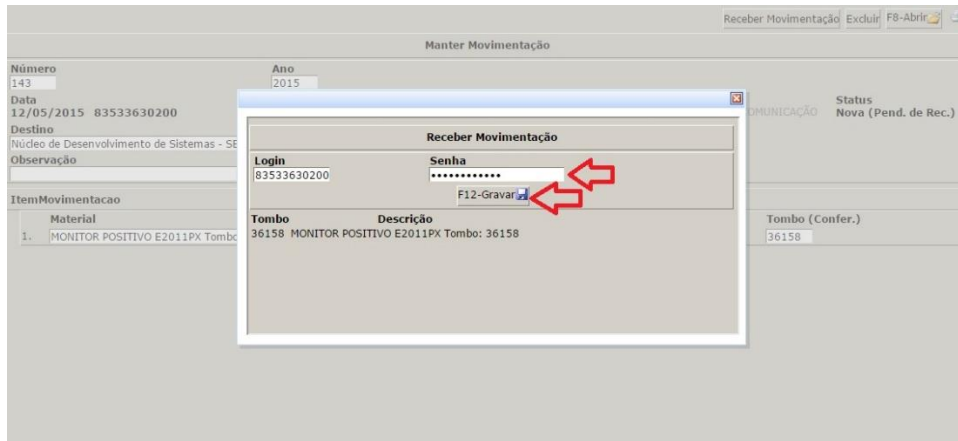 Receber Movimentação Excluir F8-Abrir
Manter Movimentação
Número Ano
143 2015
Data Status
12/05/2015 83533630200 OMUNICAÇÃO Nova (Pend. de Rec.)
Destino
Núcleo de Desenvolvimento de Sistemas - SE
Observação
Receber Movimentação
Login Senha
83533630200 ••••••••••••
F12-Gravar
Tombo Descrição
36158 MONITOR POSITIVO E2011PX Tombo: 36158
ItemMovimentacao
Material Tombo (Confer.)
1. MONITOR POSITIVO E2011PX Tombo 36158